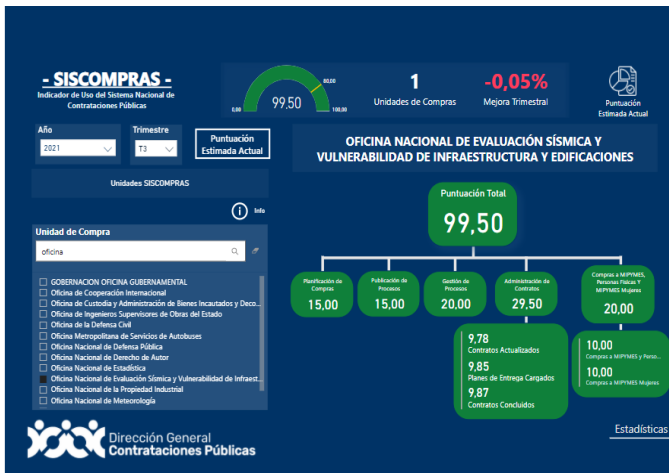 - SISCOMPRAS -
Indicador de Uso del Sistema Nacional de
Contrataciones Públicas
80,00
0,00
99,50
100,00
1
Unidades de Compras
-0,05%
Mejora Trimestral
Puntuación
Estimada Actual
Año
2021
Trimestre
T3
Puntuación
Estimada Actual
Unidades SISCOMPRAS
Info
Unidad de Compra
oficina
GOBERNACION OFICINA GUBERNAMENTAL
Oficina de Cooperación Internacional
Oficina de Custodia y Administración de Bienes Incautados y Deco...
Oficina de Ingenieros Supervisores de Obras del Estado
Oficina de la Defensa Civil
Oficina Metropolitana de Servicios de Autobuses
Oficina Nacional de Defensa Pública
Oficina Nacional de Derecho de Autor
Oficina Nacional de Estadística
Oficina Nacional de Evaluación Sísmica y Vulnerabilidad de Infraest...
Oficina Nacional de la Propiedad Industrial
Oficina Nacional de Meteorología
OFICINA NACIONAL DE EVALUACIÓN SÍSMICA Y
VULNERABILIDAD DE INFRAESTRUCTURA Y EDIFICACIONES
Puntuación Total
99,50
Planificación de
Compras
15,00
Publicación de
Procesos
15,00
Gestión de
Procesos
20,00
Administración de
Contratos
29,50
Compras a MIPYMES,
Personas Físicas Y
MIPYMES Mujeres
20,00
9,78
Contratos Actualizados
9,85
Planes de Entrega Cargados
9,87
Contratos Concluidos
10,00
Compras a MIPYMES y Perso...
10,00
Compras a MIPYMES Mujeres
Dirección General
Contrataciones Públicas
Estadísticas